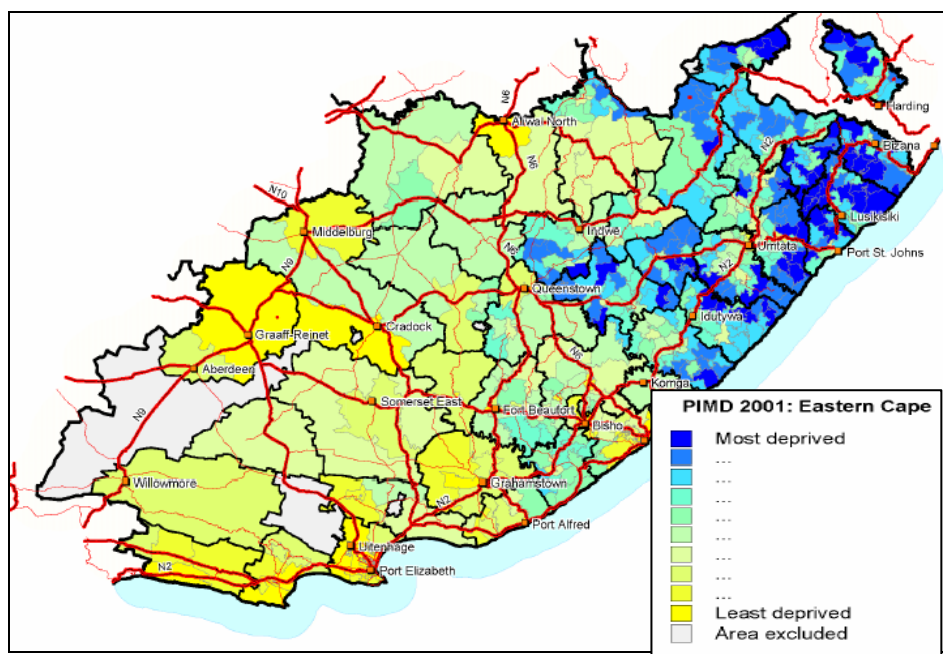 N6
Aliwal North
Harding
N2
Bizana
N10
N6
Lusikisiki
Middelburg
Indwe
Umtata
Port St. Johns
N9
N6
N2
Queenstown
Idutywa
Graaff-Reinet
Cradock
N6
Aberdeen
Komga
N9
Somerset East
Fort Beaufort
Bisho
PIMD 2001: Eastern Cape
Most deprived
...
...
...
...
...
...
...
...
Least deprived
Area excluded
Willowmore
Grahamstown
N2
Port Alfred
Uitenhage
N2
Port Elizabeth